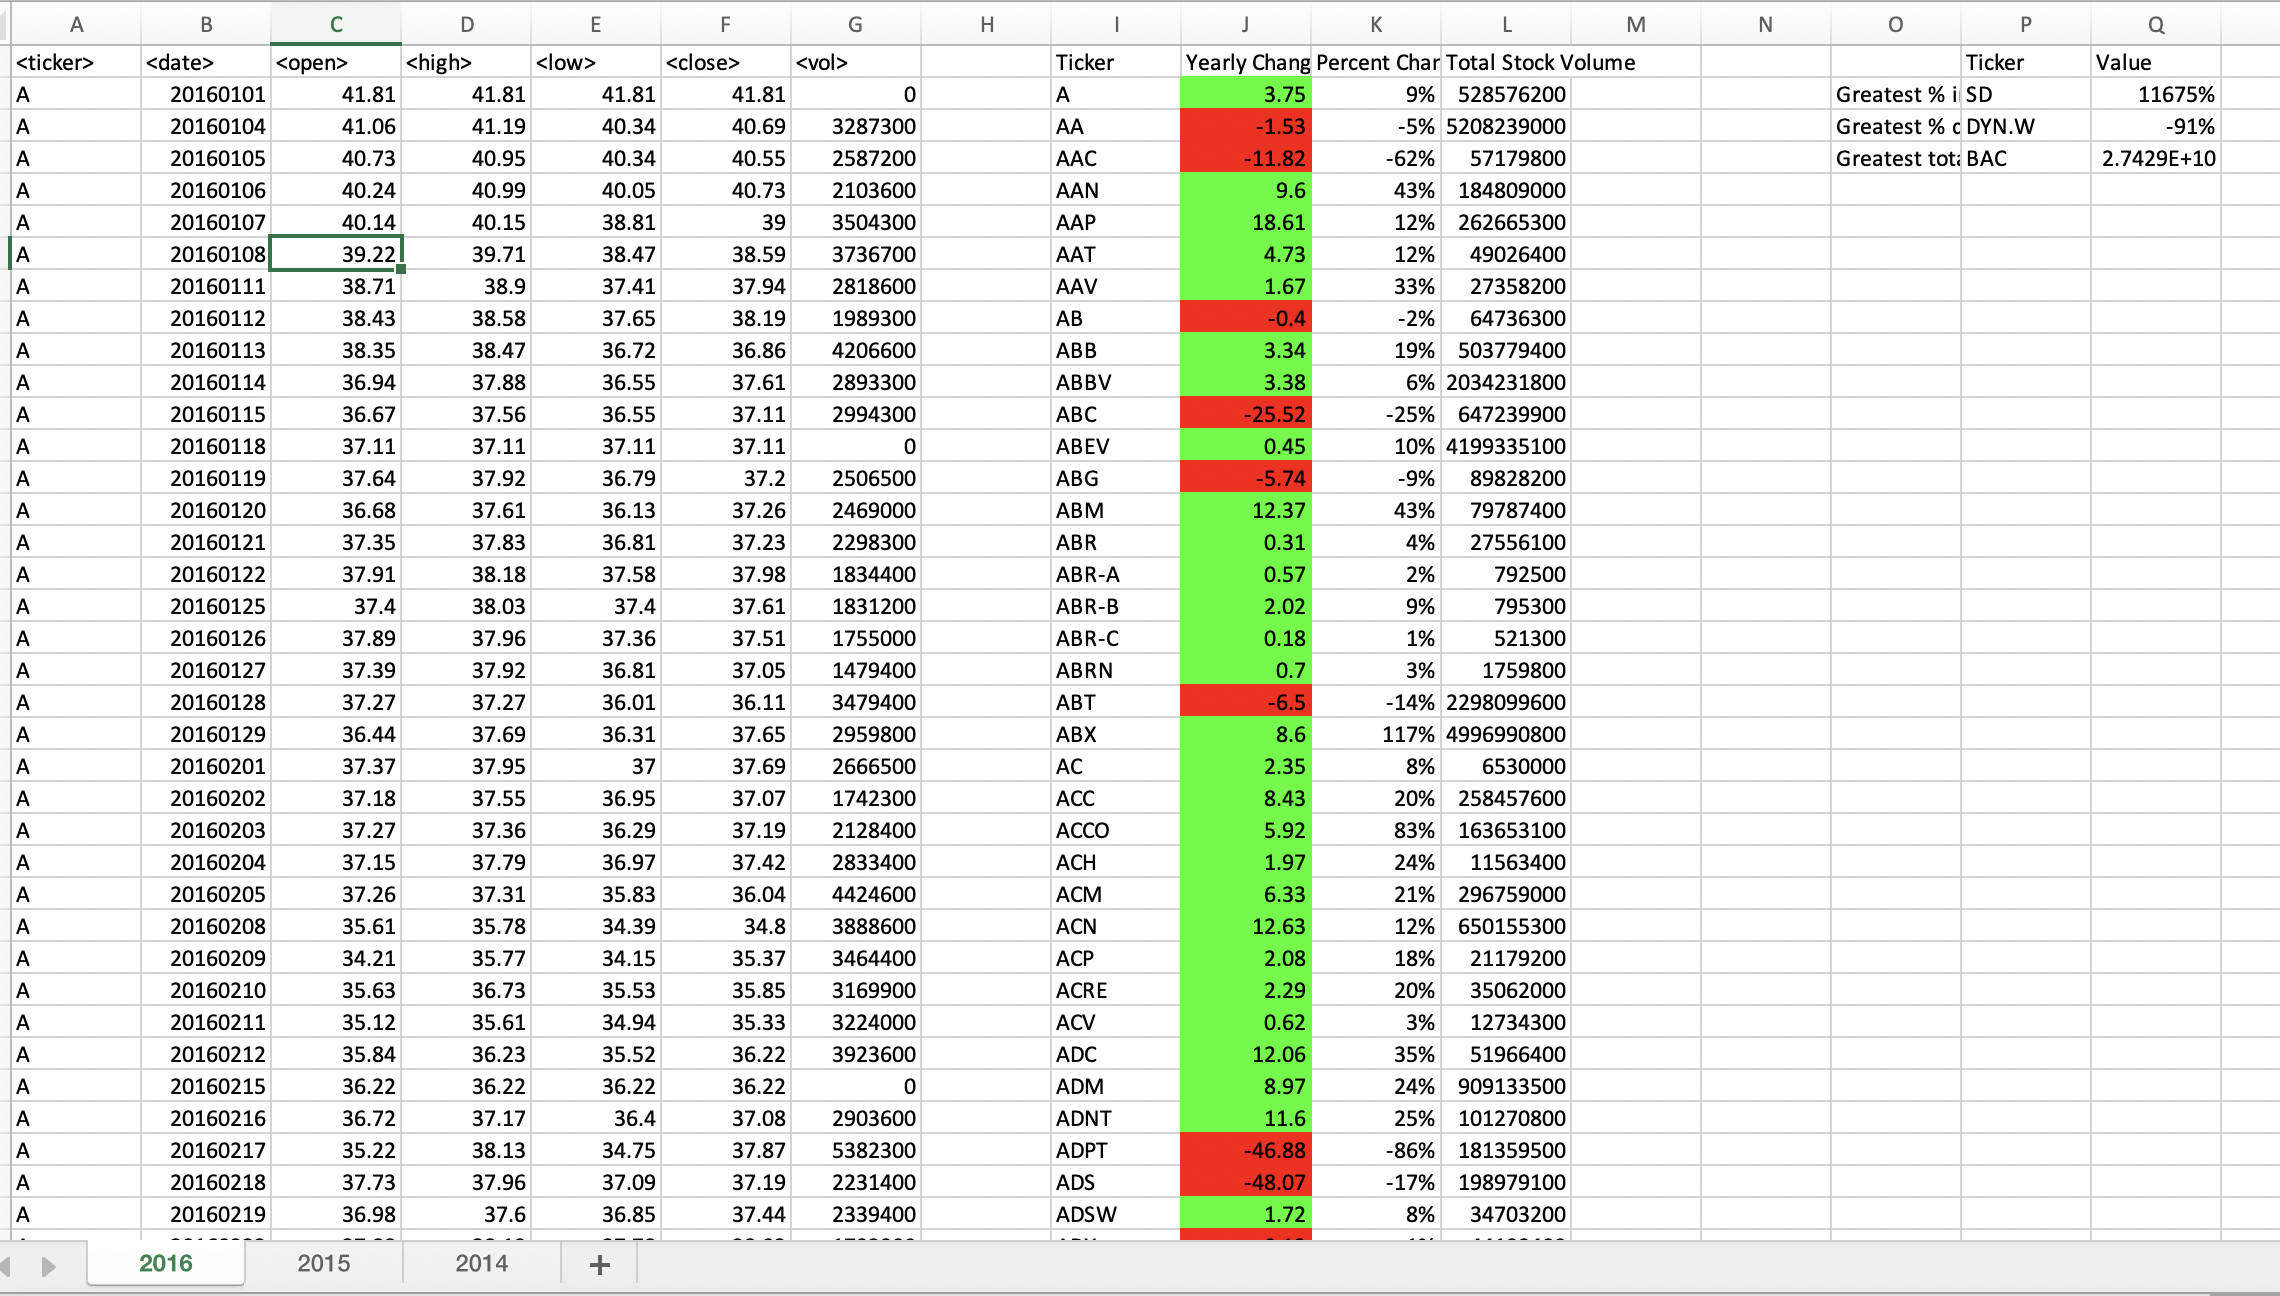 A B C D E F G H I J K L M N O P Q
<ticker> <date> <open> <high> <low> <close> <vol> Ticker Yearly Chang Percent Char Total Stock Volume Ticker Value
A 20160101 41.81 41.81 41.81 41.81 0 A 3.75 9% 528576200 Greatest % i SD 11675%
A 20160104 41.06 41.19 40.34 40.69 3287300 AA -1.53 -5% 5208239000 Greatest % d DYN.W -91%
A 20160105 40.73 40.95 40.34 40.55 2587200 AAC -11.82 -62% 57179800 Greatest tota BAC 2.7429E+10
A 20160106 40.24 40.99 40.05 40.73 2103600 AAN 9.6 43% 184809000
A 20160107 40.14 40.15 38.81 39 3504300 AAP 18.61 12% 262665300
A 20160108 39.22 39.71 38.47 38.59 3736700 AAT 4.73 12% 49026400
A 20160111 38.71 38.9 37.41 37.94 2818600 AAV 1.67 33% 27358200
A 20160112 38.43 38.58 37.65 38.19 1989300 AB -0.4 -2% 64736300
A 20160113 38.35 38.47 36.72 36.86 4206600 ABB 3.34 19% 503779400
A 20160114 36.94 37.88 36.55 37.61 2893300 ABBV 3.38 6% 2034231800
A 20160115 36.67 37.56 36.55 37.11 2994300 ABC -25.52 -25% 647239900
A 20160118 37.11 37.11 37.11 37.11 0 ABEV 0.45 10% 4199335100
A 20160119 37.64 37.92 36.79 37.2 2506500 ABG -5.74 -9% 89828200
A 20160120 36.68 37.61 36.13 37.26 2469000 ABM 12.37 43% 79787400
A 20160121 37.35 37.83 36.81 37.23 2298300 ABR 0.31 4% 27556100
A 20160122 37.91 38.18 37.58 37.98 1834400 ABR-A 0.57 2% 792500
A 20160125 37.4 38.03 37.4 37.61 1831200 ABR-B 2.02 9% 795300
A 20160126 37.89 37.96 37.36 37.51 1755000 ABR-C 0.18 1% 521300
A 20160127 37.39 37.92 36.81 37.05 1479400 ABRN 0.7 3% 1759800
A 20160128 37.27 37.27 36.01 36.11 3479400 ABT -6.5 -14% 2298099600
A 20160129 36.44 37.69 36.31 37.65 2959800 ABX 8.6 117% 4996990800
A 20160201 37.37 37.95 37 37.69 2666500 AC 2.35 8% 6530000
A 20160202 37.18 37.55 36.95 37.07 1742300 ACC 8.43 20% 258457600
A 20160203 37.27 37.36 36.29 37.19 2128400 ACCO 5.92 83% 163653100
A 20160204 37.15 37.79 36.97 37.42 2833400 ACH 1.97 24% 11563400
A 20160205 37.26 37.31 35.83 36.04 4424600 ACM 6.33 21% 296759000
A 20160208 35.61 35.78 34.39 34.8 3888600 ACN 12.63 12% 650155300
A 20160209 34.21 35.77 34.15 35.37 3464400 ACP 2.08 18% 21179200
A 20160210 35.63 36.73 35.53 35.85 3169900 ACRE 2.29 20% 35062000
A 20160211 35.12 35.61 34.94 35.33 3224000 ACV 0.62 3% 12734300
A 20160212 35.84 36.23 35.52 36.22 3923600 ADC 12.06 35% 51966400
A 20160215 36.22 36.22 36.22 36.22 0 ADM 8.97 24% 909133500
A 20160216 36.72 37.17 36.4 37.08 2903600 ADNT 11.6 25% 101270800
A 20160217 35.22 38.13 34.75 37.87 5382300 ADPT -46.88 -86% 181359500
A 20160218 37.73 37.96 37.09 37.19 2231400 ADS -48.07 -17% 198979100
A 20160219 36.98 37.6 36.85 37.44 2339400 ADSW 1.72 8% 34703200
2016 2015 2014 +